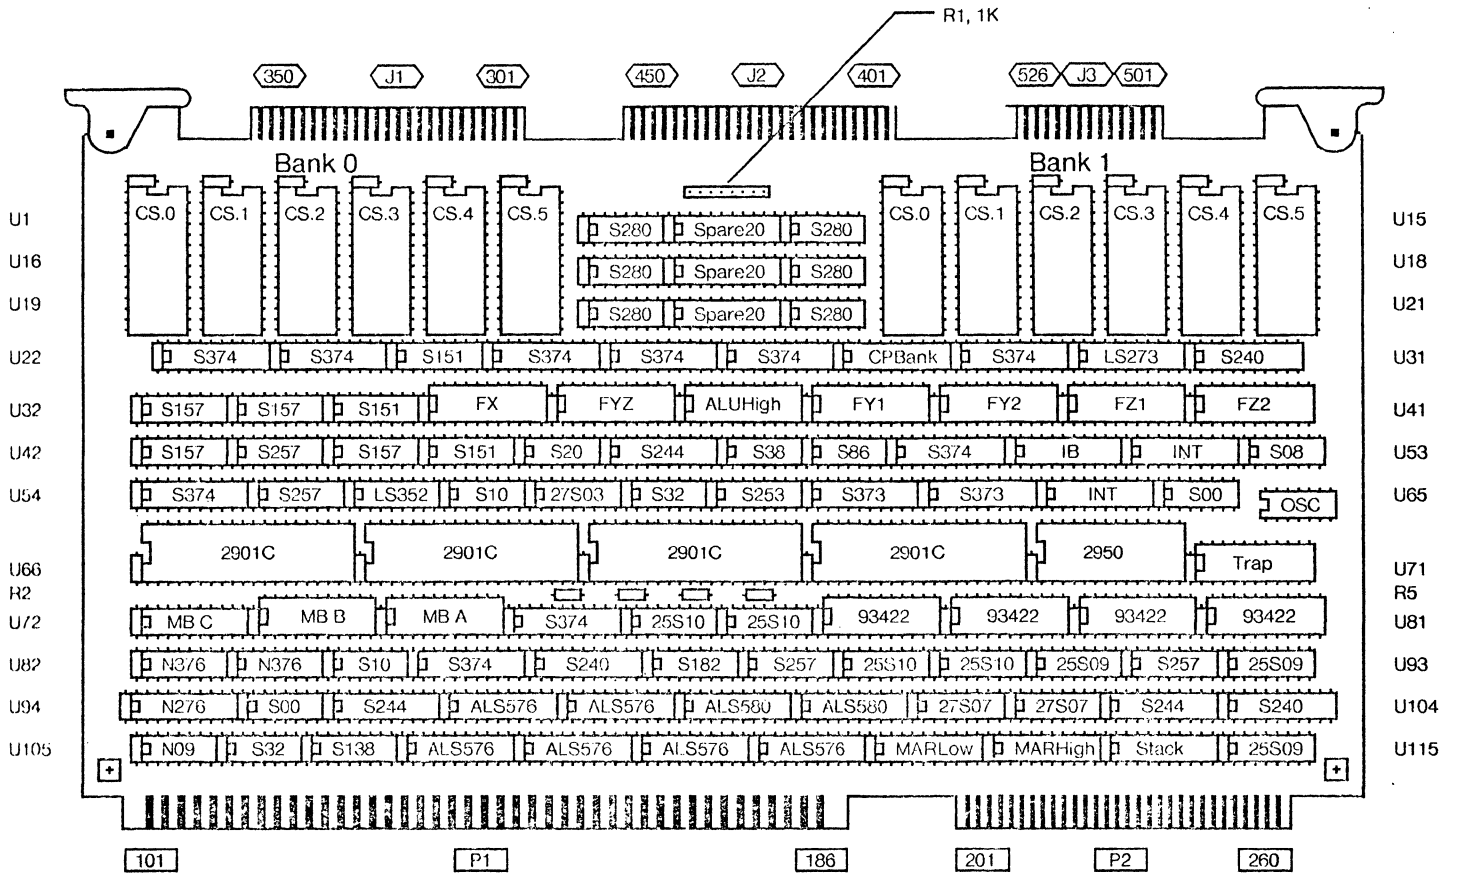 R1, 1K
350 J1 301 450 J2 401 526 J3 501
Bank 0 Bank 1
U1 CS.0 CS.1 CS.2 CS.3 CS.4 CS.5 S280 Spare20 S280 CS.0 CS.1 CS.2 CS.3 CS.4 CS.5 U15
U16 S280 Spare20 S280 U18
U19 S280 Spare20 S280 U21
U22 S374 S374 S151 S374 S374 S374 CPBank S374 LS273 S240 U31
U32 S157 S157 S151 FX FYZ ALUHigh FY1 FY2 FZ1 FZ2 U41
U42 S157 S257 S157 S151 S20 S244 S38 S86 S374 IB INT S08 U53
U54 S374 S257 LS352 S10 27S03 S32 S253 S373 S373 INT S00 U65
OSC
U66 2901C 2901C 2901C 2901C 2950 Trap U71
R2 R5
U72 MB C MB B MB A S374 25S10 25S10 93422 93422 93422 93422 U81
U82 N376 N376 S10 S374 S240 S182 S257 25S10 25S10 25S09 S257 25S09 U93
U94 N276 S00 S244 ALS576 ALS576 ALS580 ALS580 27S07 27S07 S244 S240 U104
U105 N09 S32 S138 ALS576 ALS576 ALS576 ALS576 MARLow MARHigh Stack 25S09 U115
101 P1 186 201 P2 260